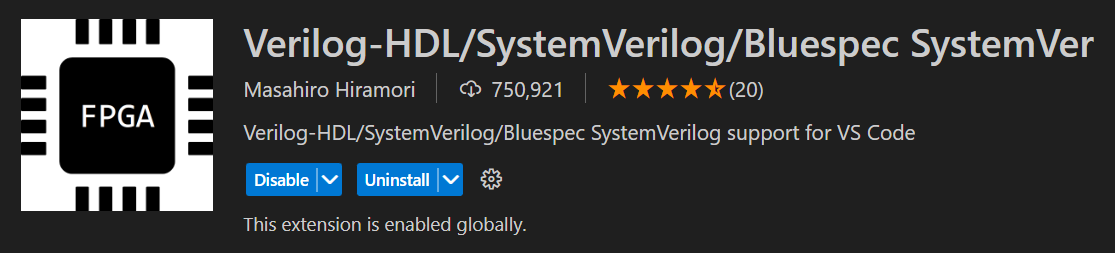 FPGA
Verilog-HDL/SystemVerilog/Bluespec SystemVer
Masahiro Hiramori 750,921 (20)
Verilog-HDL/SystemVerilog/Bluespec SystemVerilog support for VS Code
Disable Uninstall
This extension is enabled globally.